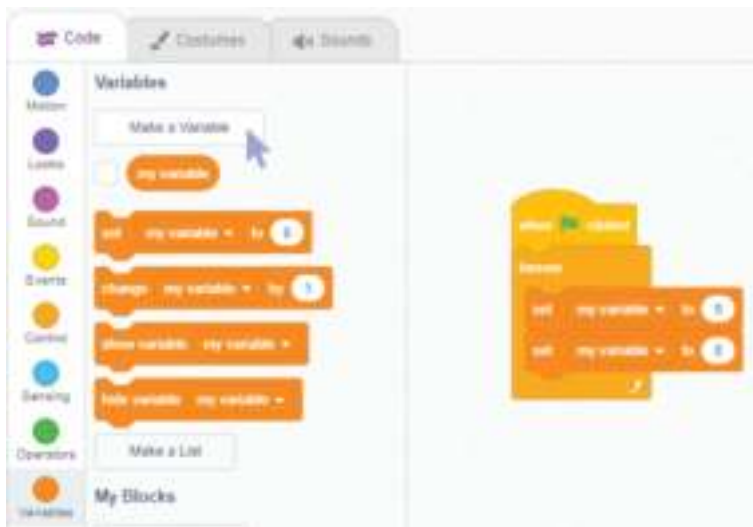 Code
Costumes
Sounds
Motion
Looks
Sound
Events
Control
Sensing
Operators
Variables
Variables
Make a Variable
my variable
set my variable to 0
change my variable by 1
show variable my variable
hide variable my variable
Make a List
My Blocks
when clicked
forever
set my variable to 0
set my variable to 0